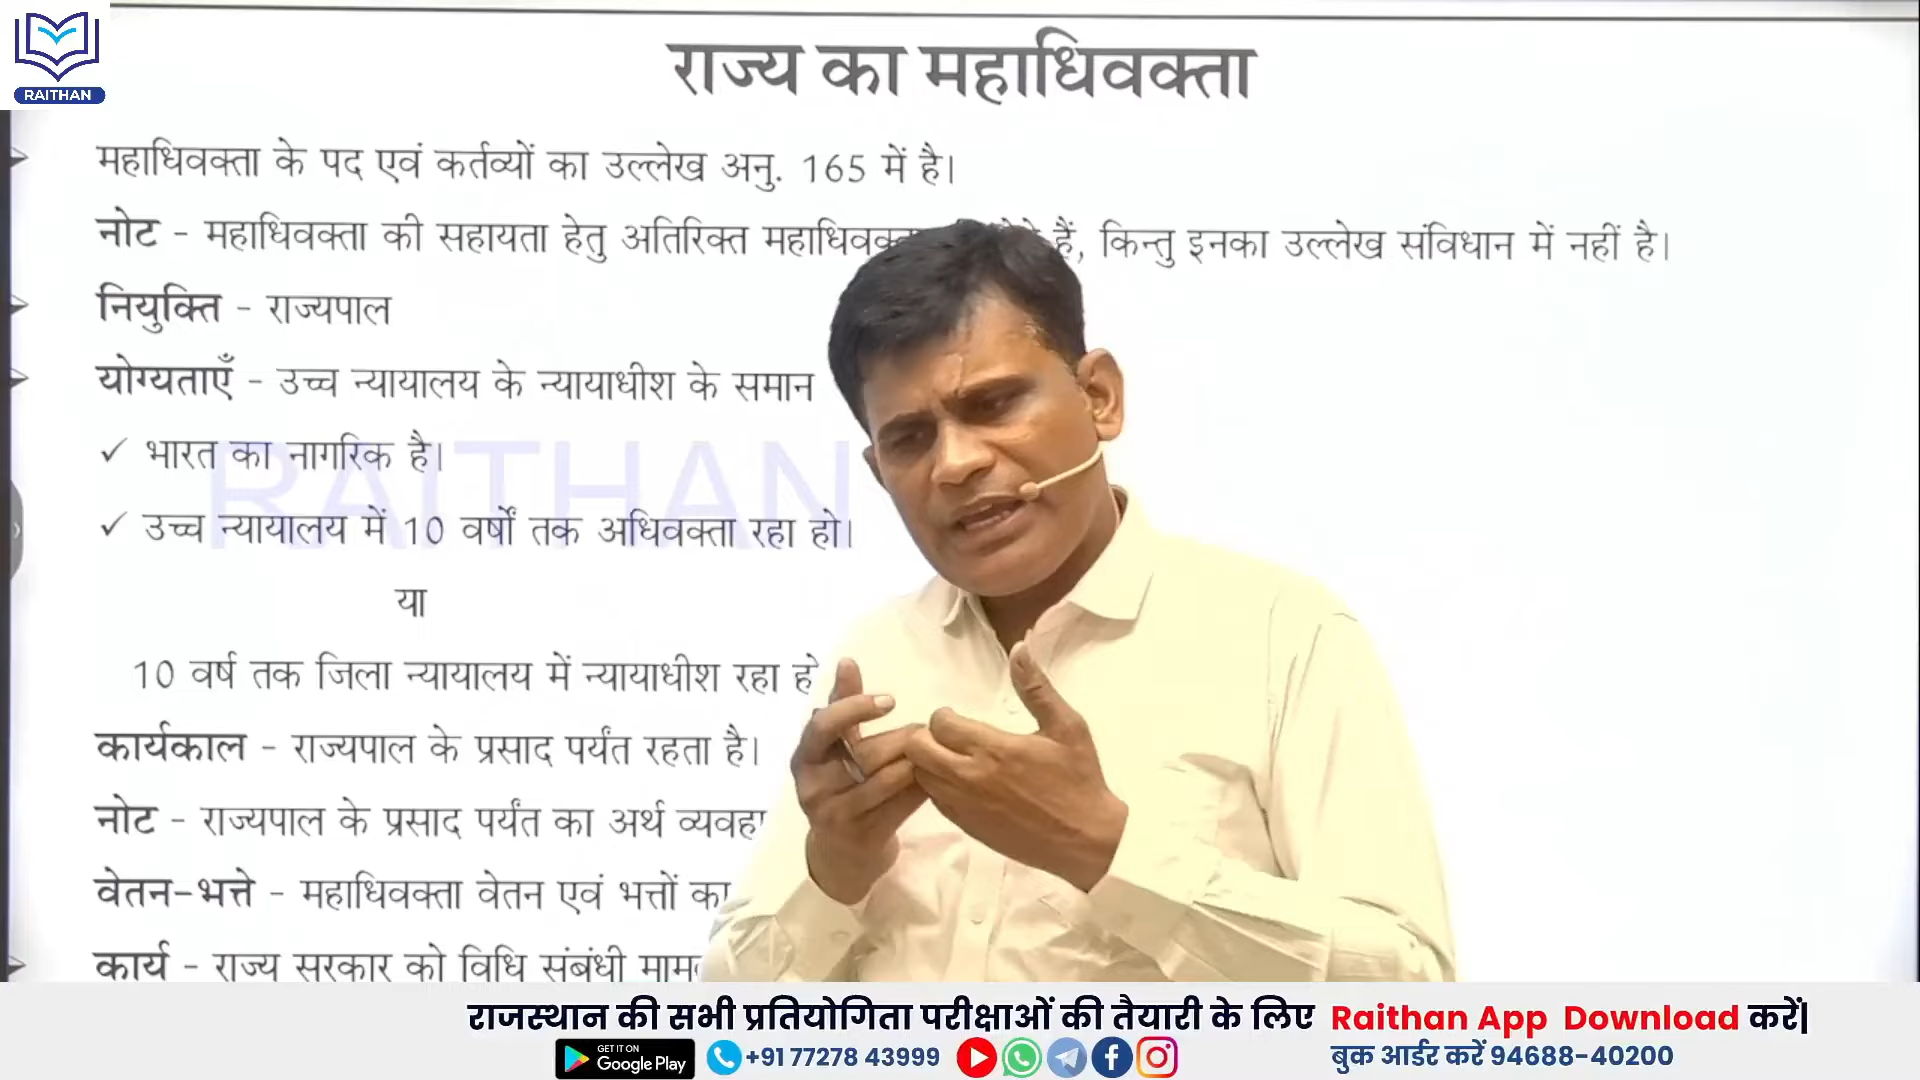 RAITHAN
राज्य का महाधिवक्ता
महाधिवक्ता के पद एवं कर्तव्यों का उल्लेख अनु. 165 में है।
नोट - महाधिवक्ता की सहायता हेतु अतिरिक्त हैं, किन्तु इनका उल्लेख संविधान में नहीं है।
नियुक्ति - राज्यपाल
योग्यताएँ - उच्च न्यायालय के न्यायाधीश के समान
✓ भारत का नागरिक है।
✓ उच्च न्यायालय में 10 वर्षों तक अधिवक्ता रहा हो।
RAITHAN
या
10 वर्ष तक जिला न्यायालय में न्यायाधीश रहा
कार्यकाल - राज्यपाल के प्रसाद पर्यंत रहता है।
नोट - राज्यपाल के प्रसाद पर्यंत का अर्थ
वेतन-भत्ते - महाधिवक्ता वेतन एवं भत्तों का
कार्य - राज्य सरकार को विधि संबंधी
राजस्थान की सभी प्रतियोगिता परीक्षाओं की तैयारी के लिए Raithan App Download करें|
GET IT ON
Google Play
+91 77278 43999
बुक आर्डर करें 94688-40200